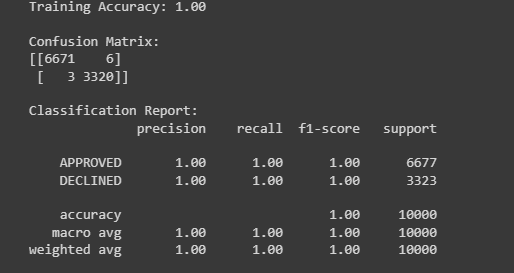 Training Accuracy: 1.00
Confusion Matrix:
[[6671    6]
 [   3 3320]]
Classification Report:
              precision    recall  f1-score   support
    APPROVED       1.00      1.00      1.00      6677
    DECLINED       1.00      1.00      1.00      3323
    accuracy                           1.00     10000
   macro avg       1.00      1.00      1.00     10000
weighted avg       1.00      1.00      1.00     10000